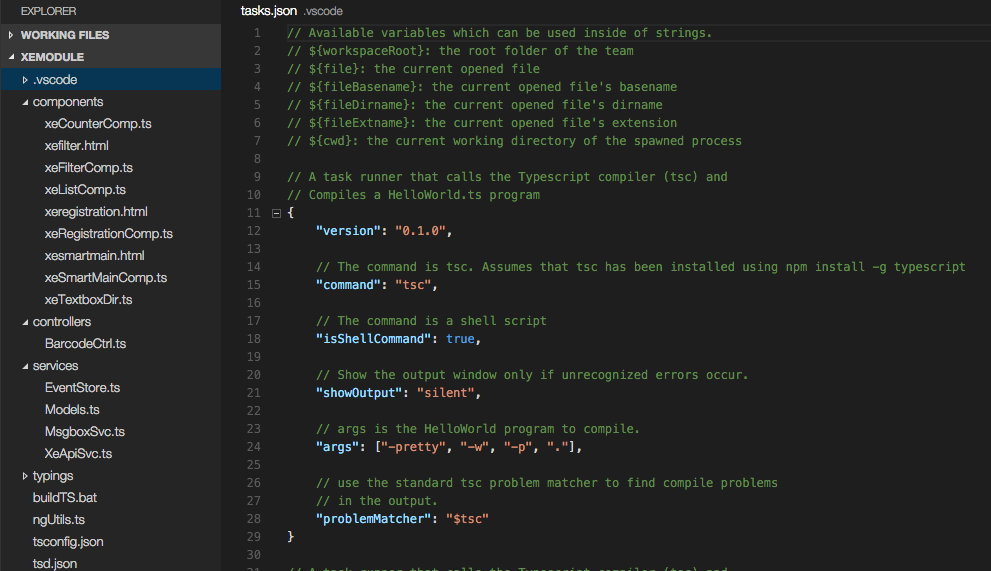 EXPLORER
WORKING FILES
XEMODULE
.vscode
components
xeCounterComp.ts
xefilter.html
xeFilterComp.ts
xeListComp.ts
xeregistration.html
xeRegistrationComp.ts
xesmartmain.html
xeSmartMainComp.ts
xeTextboxDir.ts
controllers
BarcodeCtrl.ts
services
EventStore.ts
Models.ts
MsgboxSvc.ts
XeApiSvc.ts
typings
buildTS.bat
ngUtils.ts
tsconfig.json
tsd.json
tasks.json .vscode
1 // Available variables which can be used inside of strings.
2 // ${workspaceRoot}: the root folder of the team
3 // ${file}: the current opened file
4 // ${fileBasename}: the current opened file's basename
5 // ${fileDirname}: the current opened file's dirname
6 // ${fileExtname}: the current opened file's extension
7 // ${cwd}: the current working directory of the spawned process
8
9 // A task runner that calls the Typescript compiler (tsc) and
10 // Compiles a HelloWorld.ts program
11 {
12 "version": "0.1.0",
13
14 // The command is tsc. Assumes that tsc has been installed using npm install -g typescript
15 "command": "tsc",
16
17 // The command is a shell script
18 "isShellCommand": true,
19
20 // Show the output window only if unrecognized errors occur.
21 "showOutput": "silent",
22
23 // args is the HelloWorld program to compile.
24 "args": ["-pretty", "-w", "-p", "."],
25
26 // use the standard tsc problem matcher to find compile problems
27 // in the output.
28 "problemMatcher": "$tsc"
29 }
30
31 // A task runner that calls the Typescript compiler (tsc) and